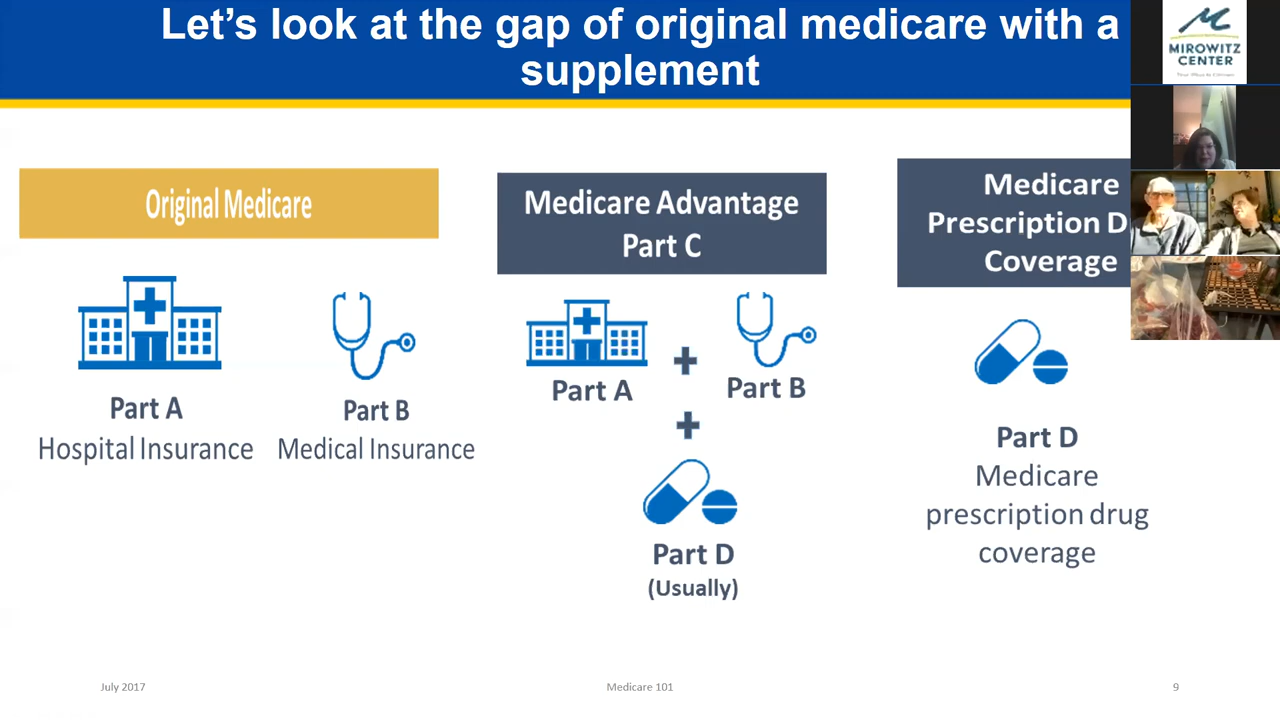 Let’s look at the gap of original medicare with a
supplement
MIROWITZ
CENTER
Original Medicare
Medicare Advantage
Part C
Medicare
Prescription D
Coverage
Part A
Hospital Insurance
Part B
Medical Insurance
Part A
Part B
Part D
(Usually)
Part D
Medicare
prescription drug
coverage
July 2017
Medicare 101
9